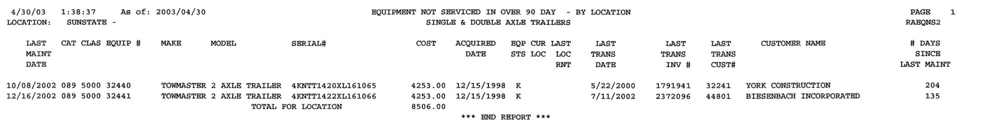 4/30/03 1:38:37 As of: 2003/04/30 EQUIPMENT NOT SERVICED IN OVER 90 DAY - BY LOCATION PAGE 1
LOCATION: SUNSTATE - SINGLE & DOUBLE AXLE TRAILERS RAEQNS2
LAST CAT CLAS EQUIP # MAKE MODEL SERIAL# COST ACQUIRED EQP CUR LAST LAST LAST LAST CUSTOMER NAME # DAYS
MAINT DATE STS LOC LOC TRANS TRANS TRANS SINCE
DATE RNT DATE INV # CUST# LAST MAINT
10/08/2002 089 5000 32440 TOWMASTER 2 AXLE TRAILER 4KNTT1420XL161065 4253.00 12/15/1998 K 5/22/2000 1791941 32241 YORK CONSTRUCTION 204
12/16/2002 089 5000 32441 TOWMASTER 2 AXLE TRAILER 4KNTT1422XL161066 4253.00 12/15/1998 K 7/11/2002 2372096 44801 BIESENBACH INCORPORATED 135
TOTAL FOR LOCATION 8506.00
*** END REPORT ***